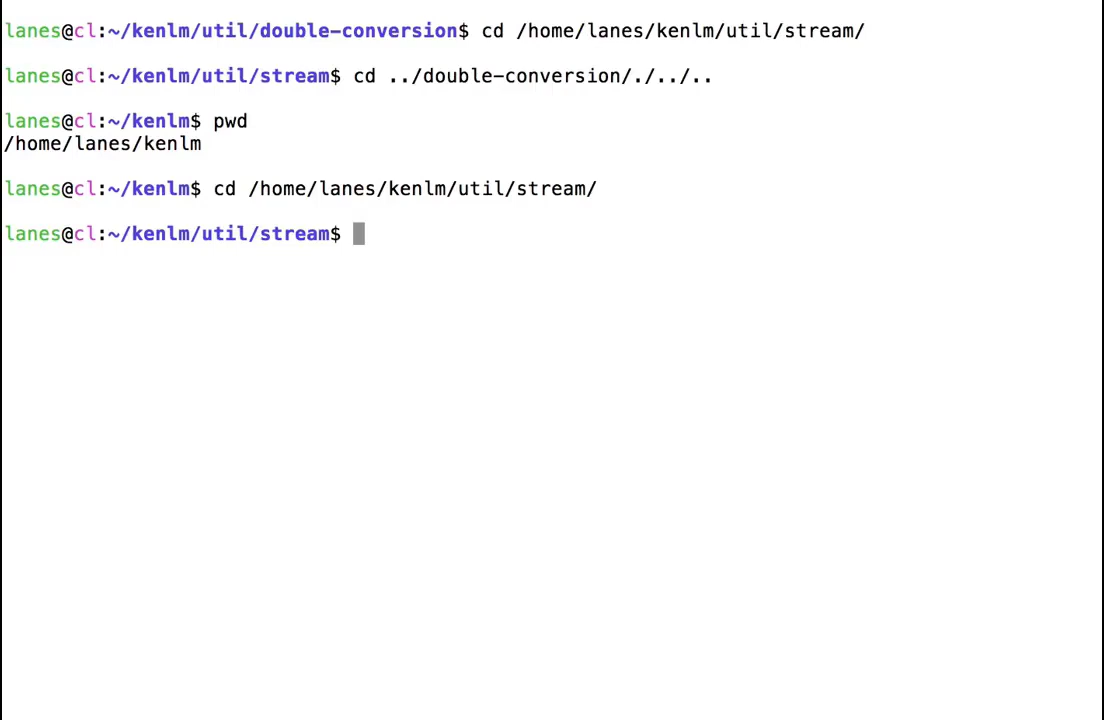 lanes@cl:~/kenlm/util/double-conversion$ cd /home/lanes/kenlm/util/stream/
lanes@cl:~/kenlm/util/stream$ cd ../double-conversion/./../..
lanes@cl:~/kenlm$ pwd
/home/lanes/kenlm
lanes@cl:~/kenlm$ cd /home/lanes/kenlm/util/stream/
lanes@cl:~/kenlm/util/stream$